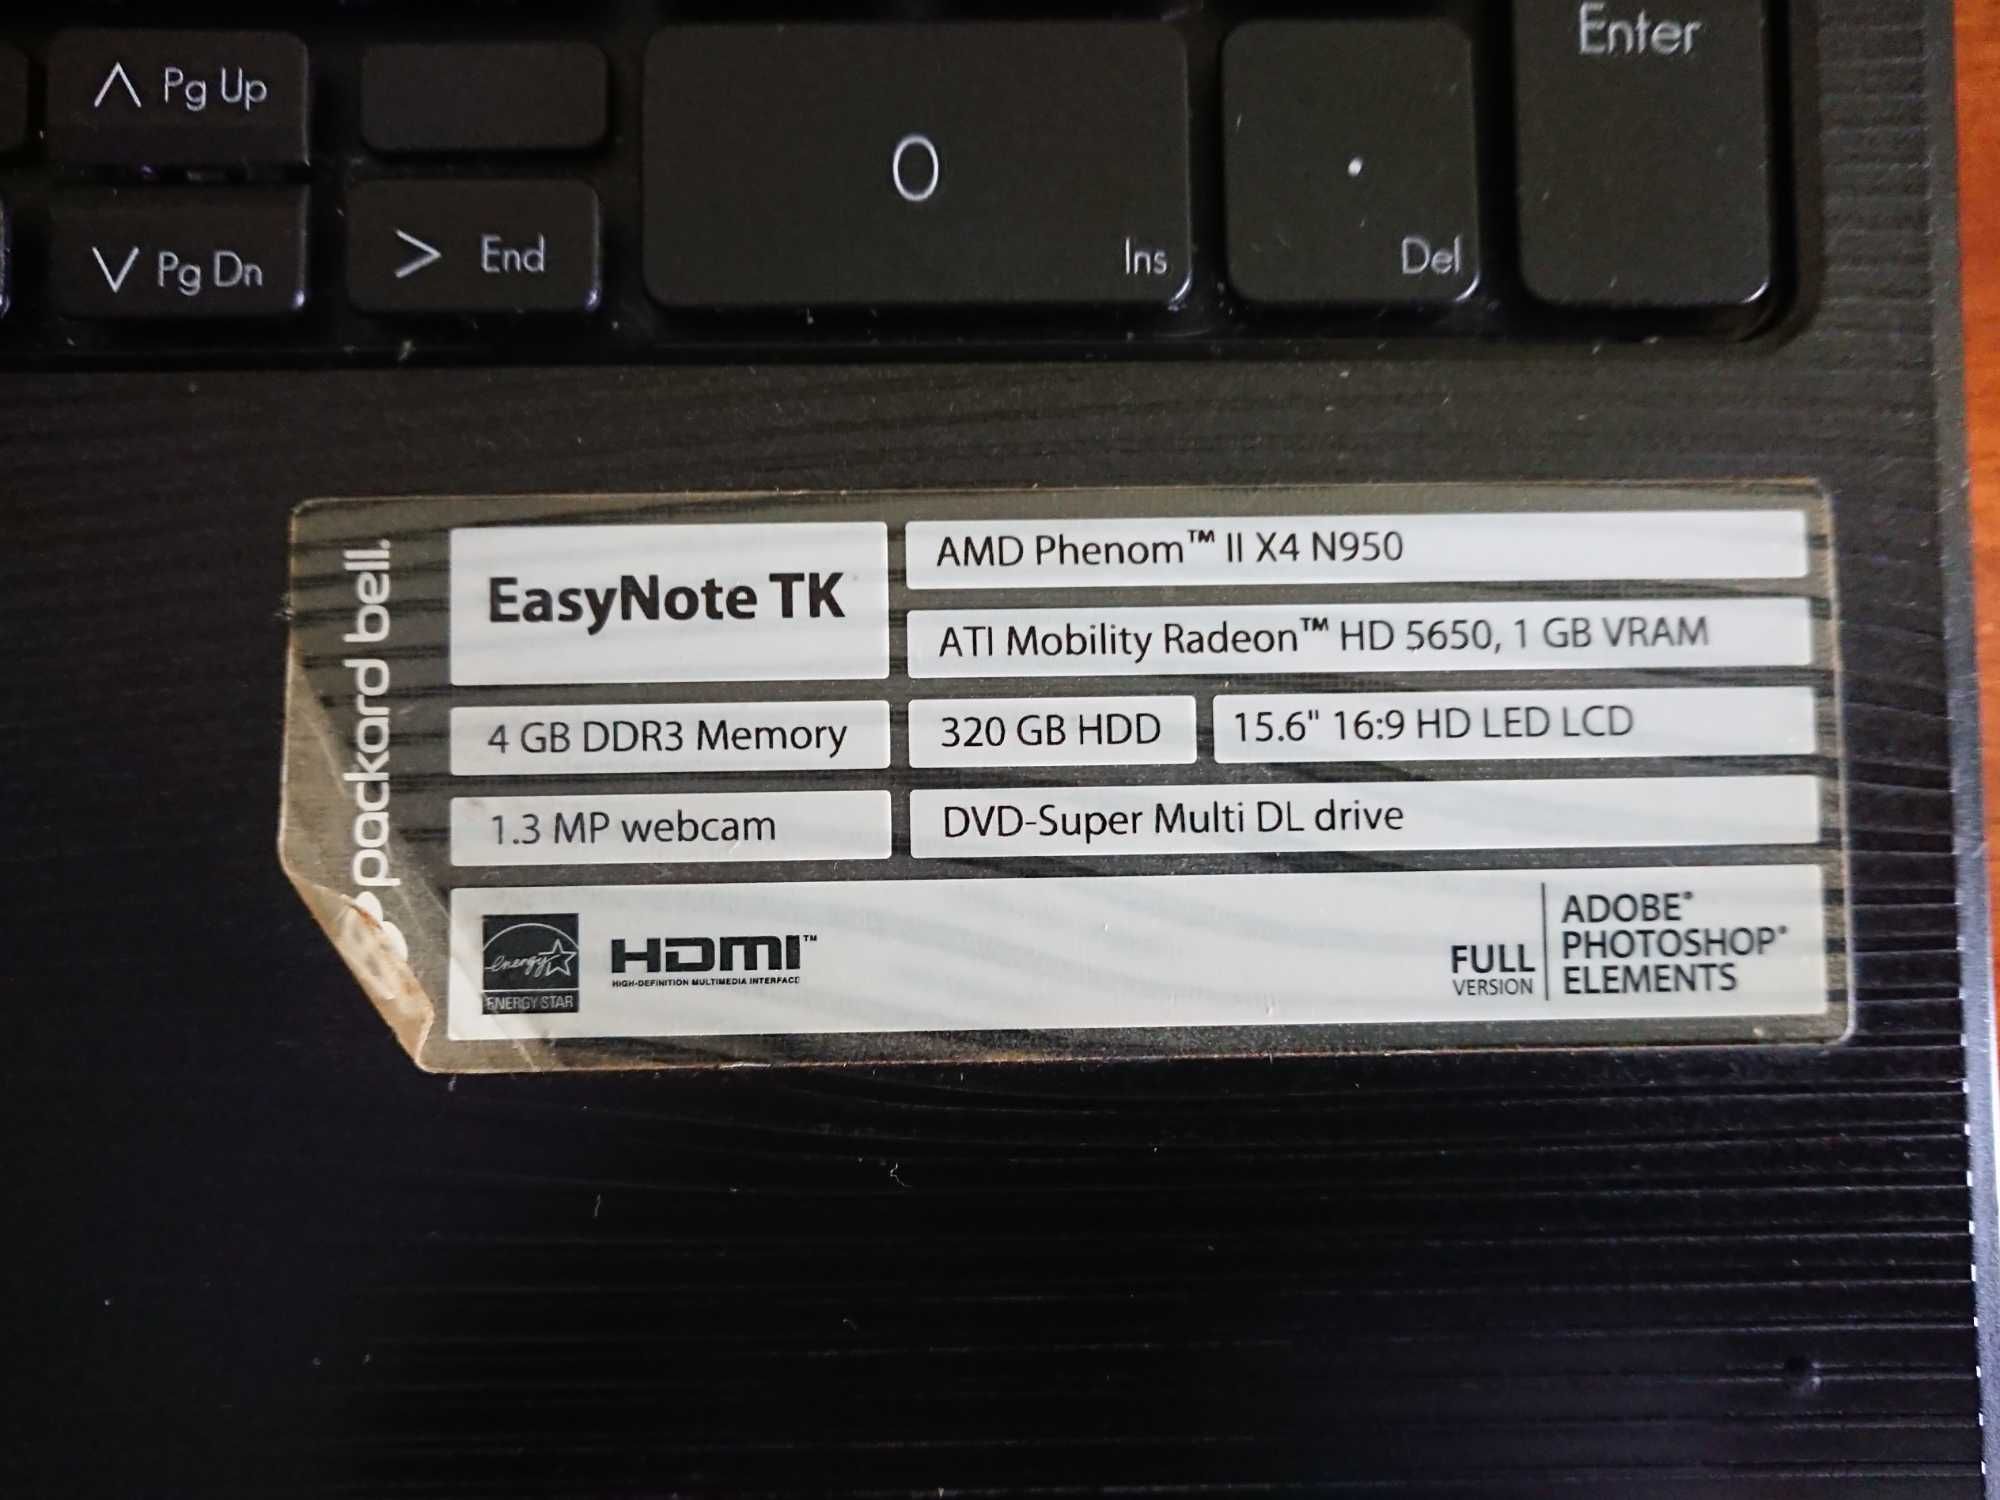 Enter
∧ Pg Up
0
Ins
.
Del
∨ Pg Dn
> End
packard bell
EasyNote TK
AMD Phenom™ II X4 N950
ATI Mobility Radeon™ HD 5650, 1 GB VRAM
4 GB DDR3 Memory
320 GB HDD
15.6" 16:9 HD LED LCD
1.3 MP webcam
DVD-Super Multi DL drive
energy
ENERGY STAR
HDMI™
HIGH-DEFINITION MULTIMEDIA INTERFACE
FULL
VERSION
ADOBE®
PHOTOSHOP®
ELEMENTS